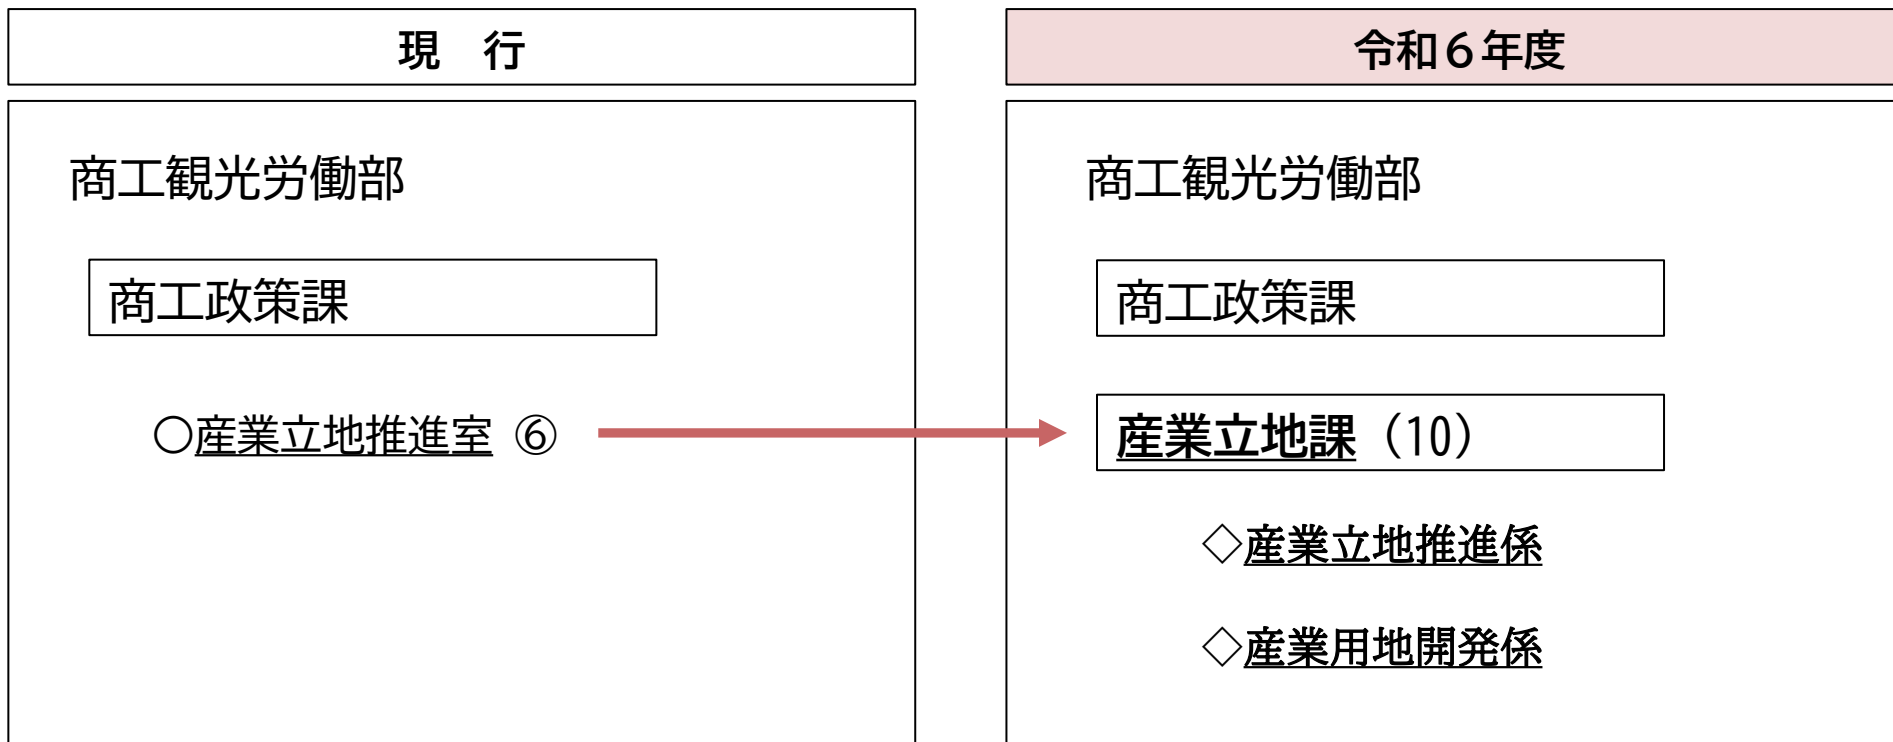 現　行
商工観光労働部
商工政策課
○産業立地推進室 ⑥
令和６年度
商工観光労働部
商工政策課
産業立地課（10）
◇産業立地推進係
◇産業用地開発係